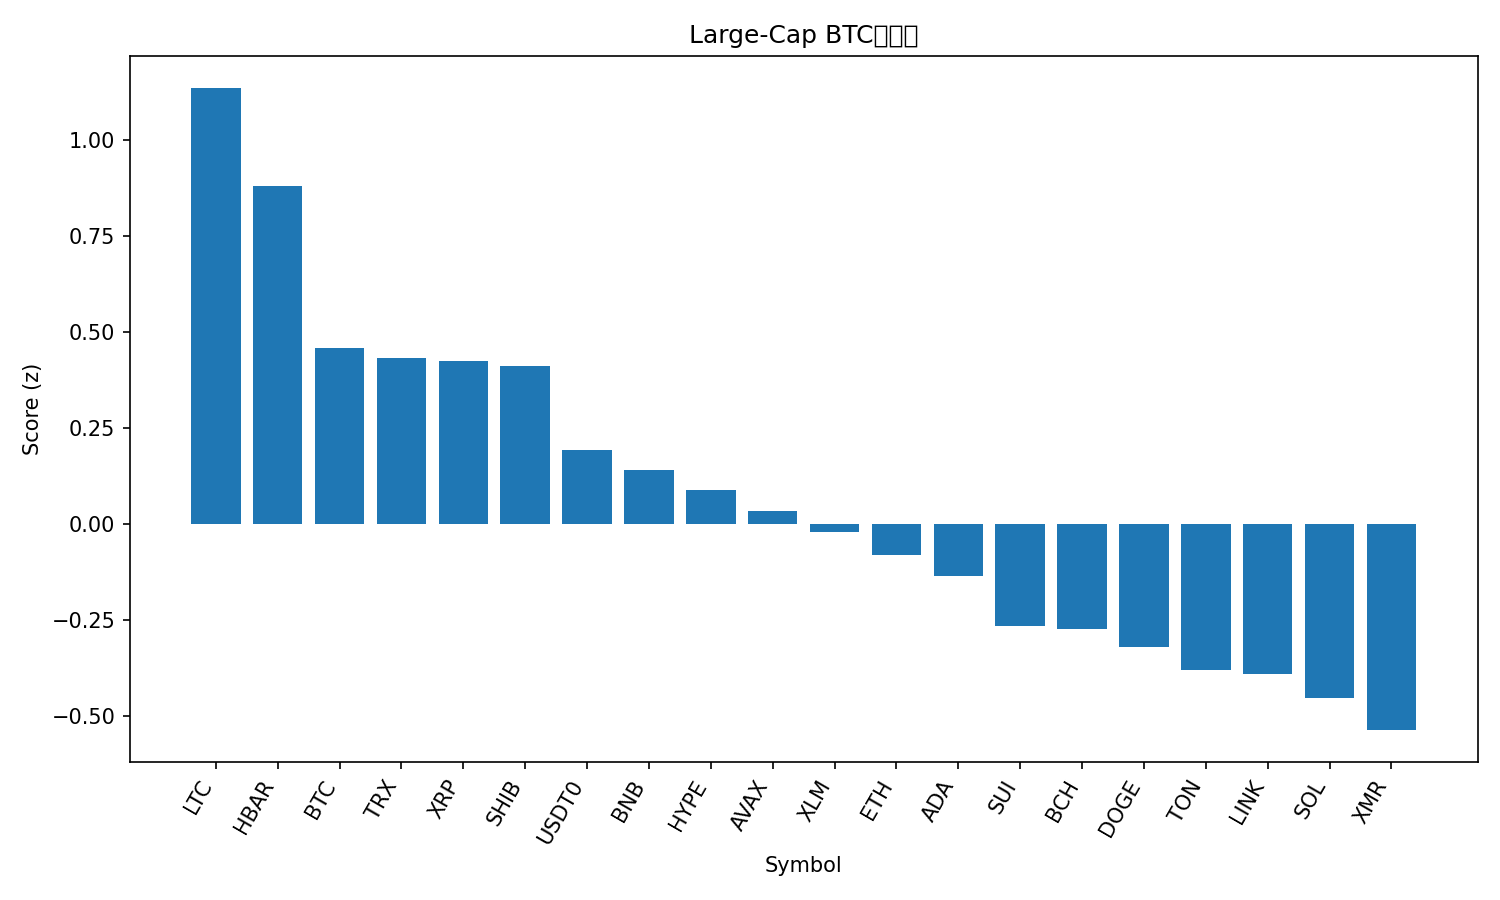 Large-Cap BTC
Score (z)
1.00
0.75
0.50
0.25
0.00
−0.25
−0.50
LTC
HBAR
BTC
TRX
XRP
SHIB
USDT0
BNB
HYPE
AVAX
XLM
ETH
ADA
SUI
BCH
DOGE
TON
LINK
SOL
XMR
Symbol